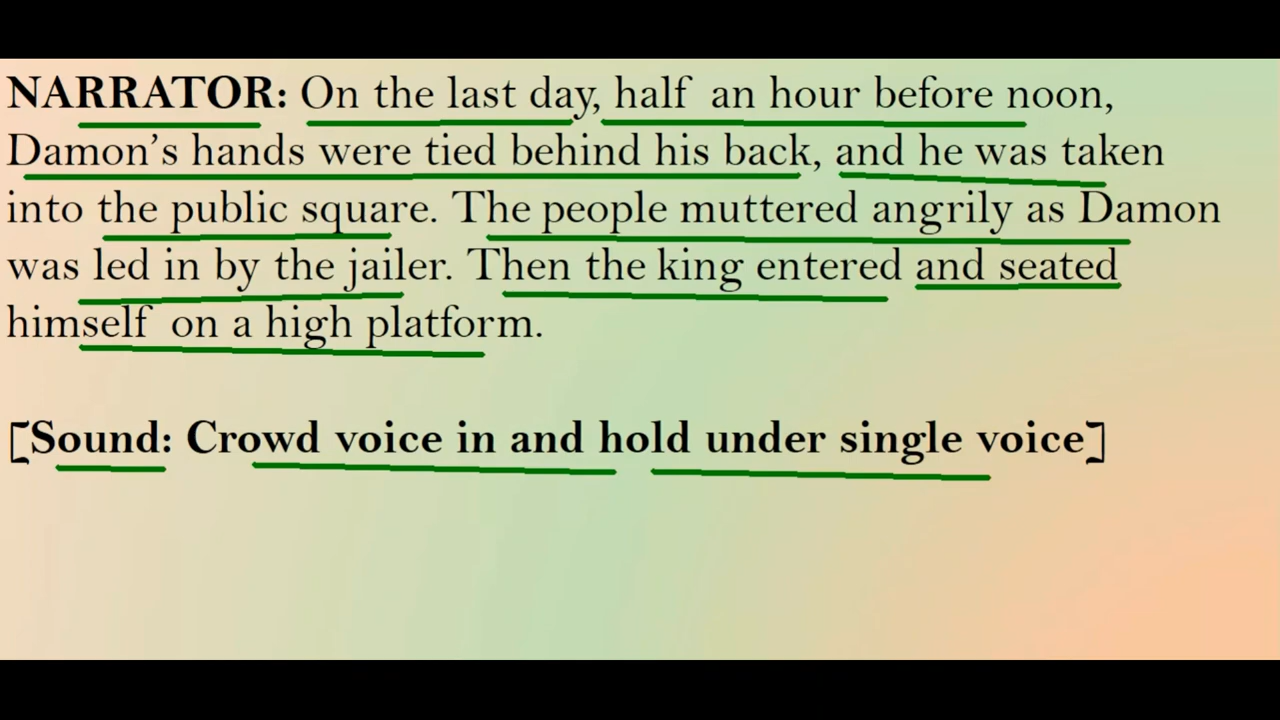 NARRATOR: On the last day, half an hour before noon,
Damon's hands were tied behind his back, and he was taken
into the public square. The people muttered angrily as Damon
was led in by the jailer. Then the king entered and seated
himself on a high platform.
[Sound: Crowd voice in and hold under single voice]